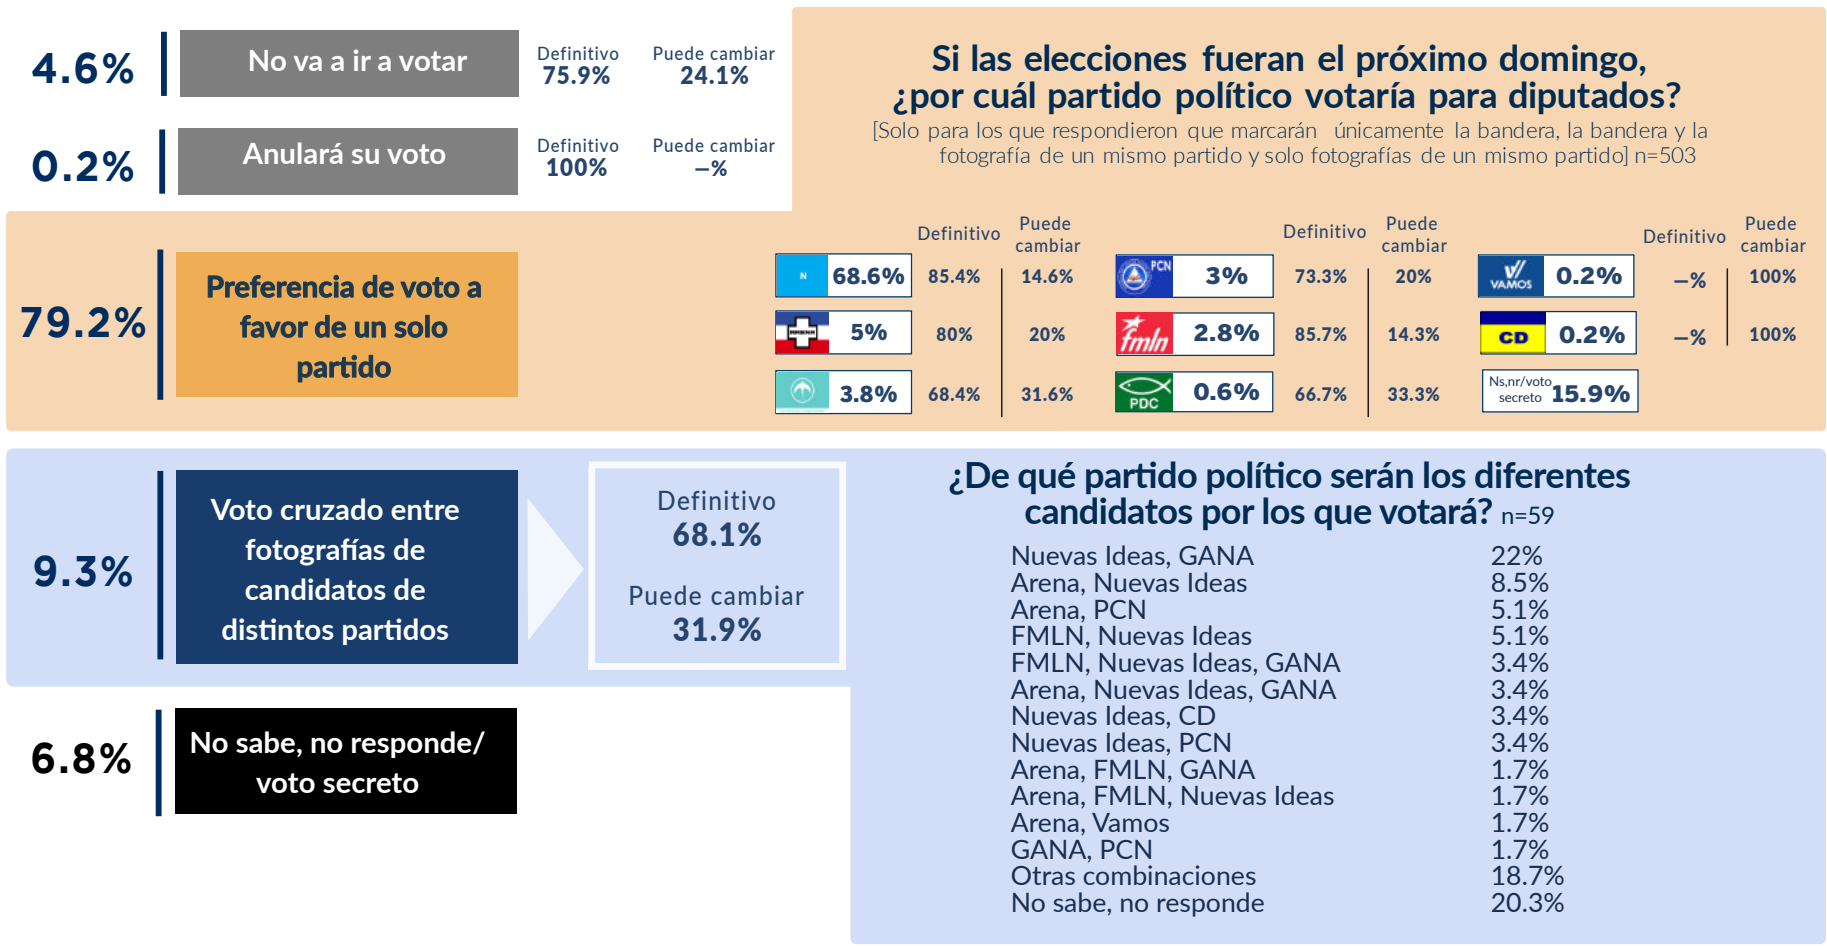 4.6%
No va a ir a votar
Definitivo
75.9%
Puede cambiar
24.1%
0.2%
Anulará su voto
Definitivo
100%
Puede cambiar
–%
Si las elecciones fueran el próximo domingo,
¿por cuál partido político votaría para diputados?
[Solo para los que respondieron que marcarán únicamente la bandera, la bandera y la
fotografía de un mismo partido y solo fotografías de un mismo partido] n=503
79.2%
Preferencia de voto a
favor de un solo
partido
Definitivo
Puede
cambiar
N 68.6% 85.4% 14.6%
ARENA 5% 80% 20%
3.8% 68.4% 31.6%
Definitivo
Puede
cambiar
PCN 3% 73.3% 20%
fmln 2.8% 85.7% 14.3%
PDC 0.6% 66.7% 33.3%
Definitivo
Puede
cambiar
VAMOS 0.2% –% 100%
CD 0.2% –% 100%
Ns,nr/voto
secreto 15.9%
9.3%
Voto cruzado entre
fotografías de
candidatos de
distintos partidos
Definitivo
68.1%
Puede cambiar
31.9%
¿De qué partido político serán los diferentes
candidatos por los que votará? n=59
Nuevas Ideas, GANA 22%
Arena, Nuevas Ideas 8.5%
Arena, PCN 5.1%
FMLN, Nuevas Ideas 5.1%
FMLN, Nuevas Ideas, GANA 3.4%
Arena, Nuevas Ideas, GANA 3.4%
Nuevas Ideas, CD 3.4%
Nuevas Ideas, PCN 3.4%
Arena, FMLN, GANA 1.7%
Arena, FMLN, Nuevas Ideas 1.7%
Arena, Vamos 1.7%
GANA, PCN 1.7%
Otras combinaciones 18.7%
No sabe, no responde 20.3%
6.8%
No sabe, no responde/
voto secreto